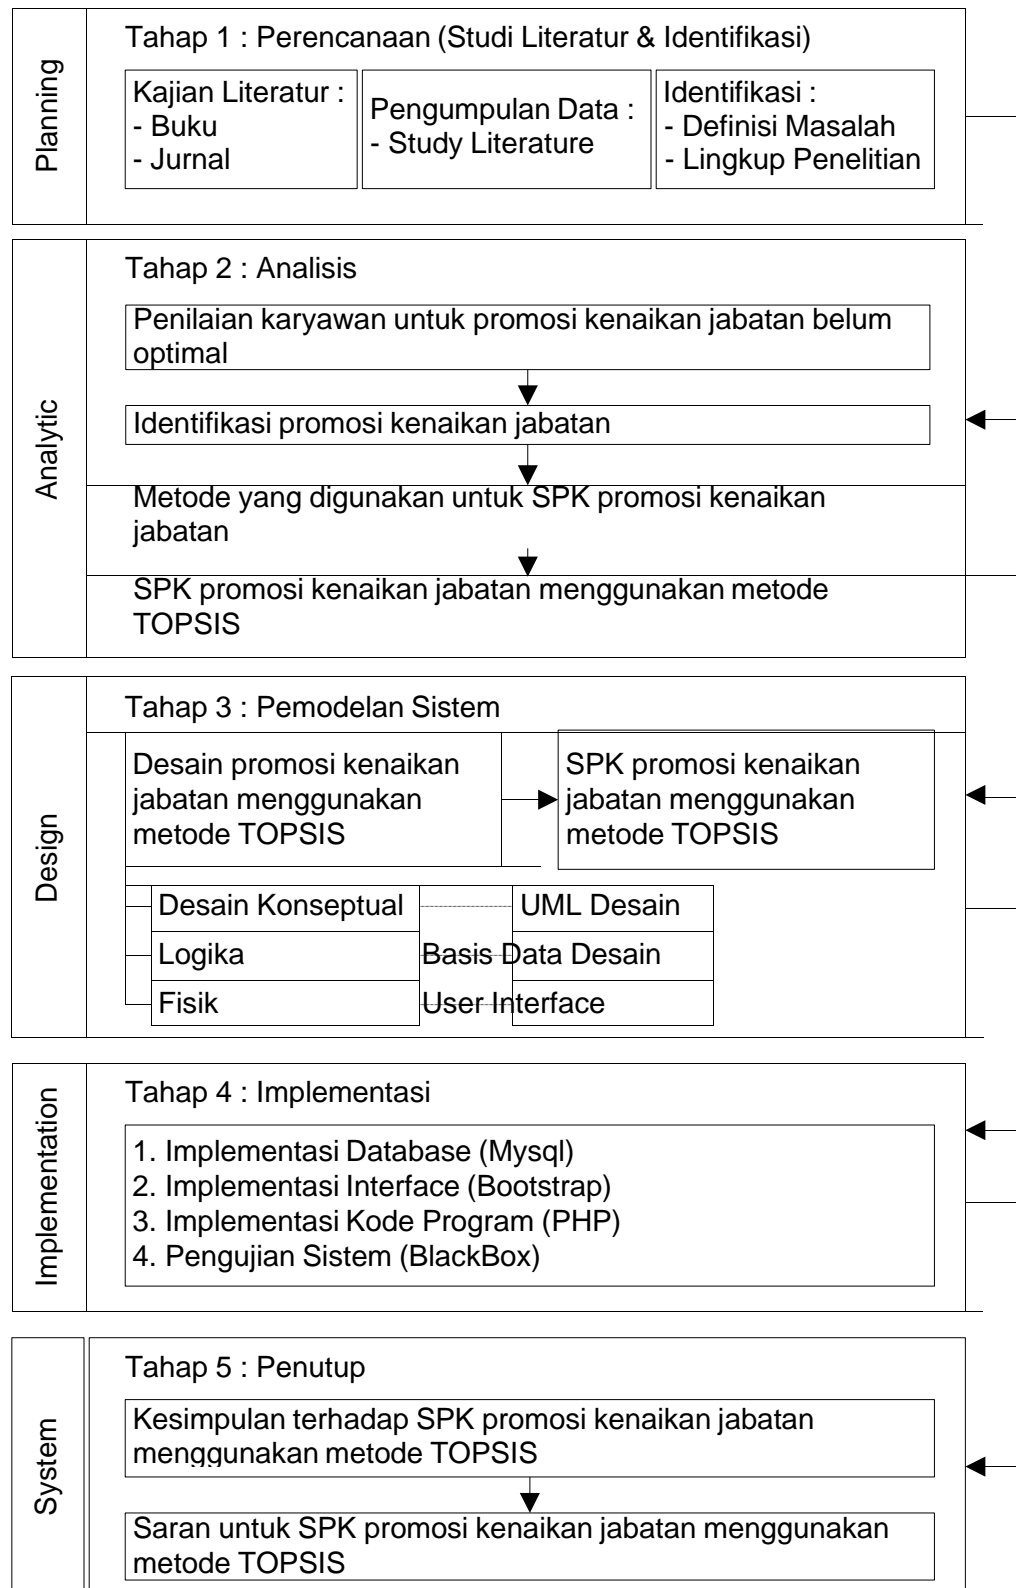 Planning
Tahap 1 : Perencanaan (Studi Literatur & Identifikasi)
Kajian Literatur :
- Buku
- Jurnal
Pengumpulan Data :
- Study Literature
Identifikasi :
- Definisi Masalah
- Lingkup Penelitian
Analytic
Tahap 2 : Analisis
Penilaian karyawan untuk promosi kenaikan jabatan belum
optimal
Identifikasi promosi kenaikan jabatan
Metode yang digunakan untuk SPK promosi kenaikan
jabatan
SPK promosi kenaikan jabatan menggunakan metode
TOPSIS
Design
Tahap 3 : Pemodelan Sistem
Desain promosi kenaikan
jabatan menggunakan
metode TOPSIS
SPK promosi kenaikan
jabatan menggunakan
metode TOPSIS
Desain Konseptual
UML Desain
Logika
Basis Data Desain
Fisik
User Interface
Implementation
Tahap 4 : Implementasi
1. Implementasi Database (Mysql)
2. Implementasi Interface (Bootstrap)
3. Implementasi Kode Program (PHP)
4. Pengujian Sistem (BlackBox)
System
Tahap 5 : Penutup
Kesimpulan terhadap SPK promosi kenaikan jabatan
menggunakan metode TOPSIS
Saran untuk SPK promosi kenaikan jabatan menggunakan
metode TOPSIS